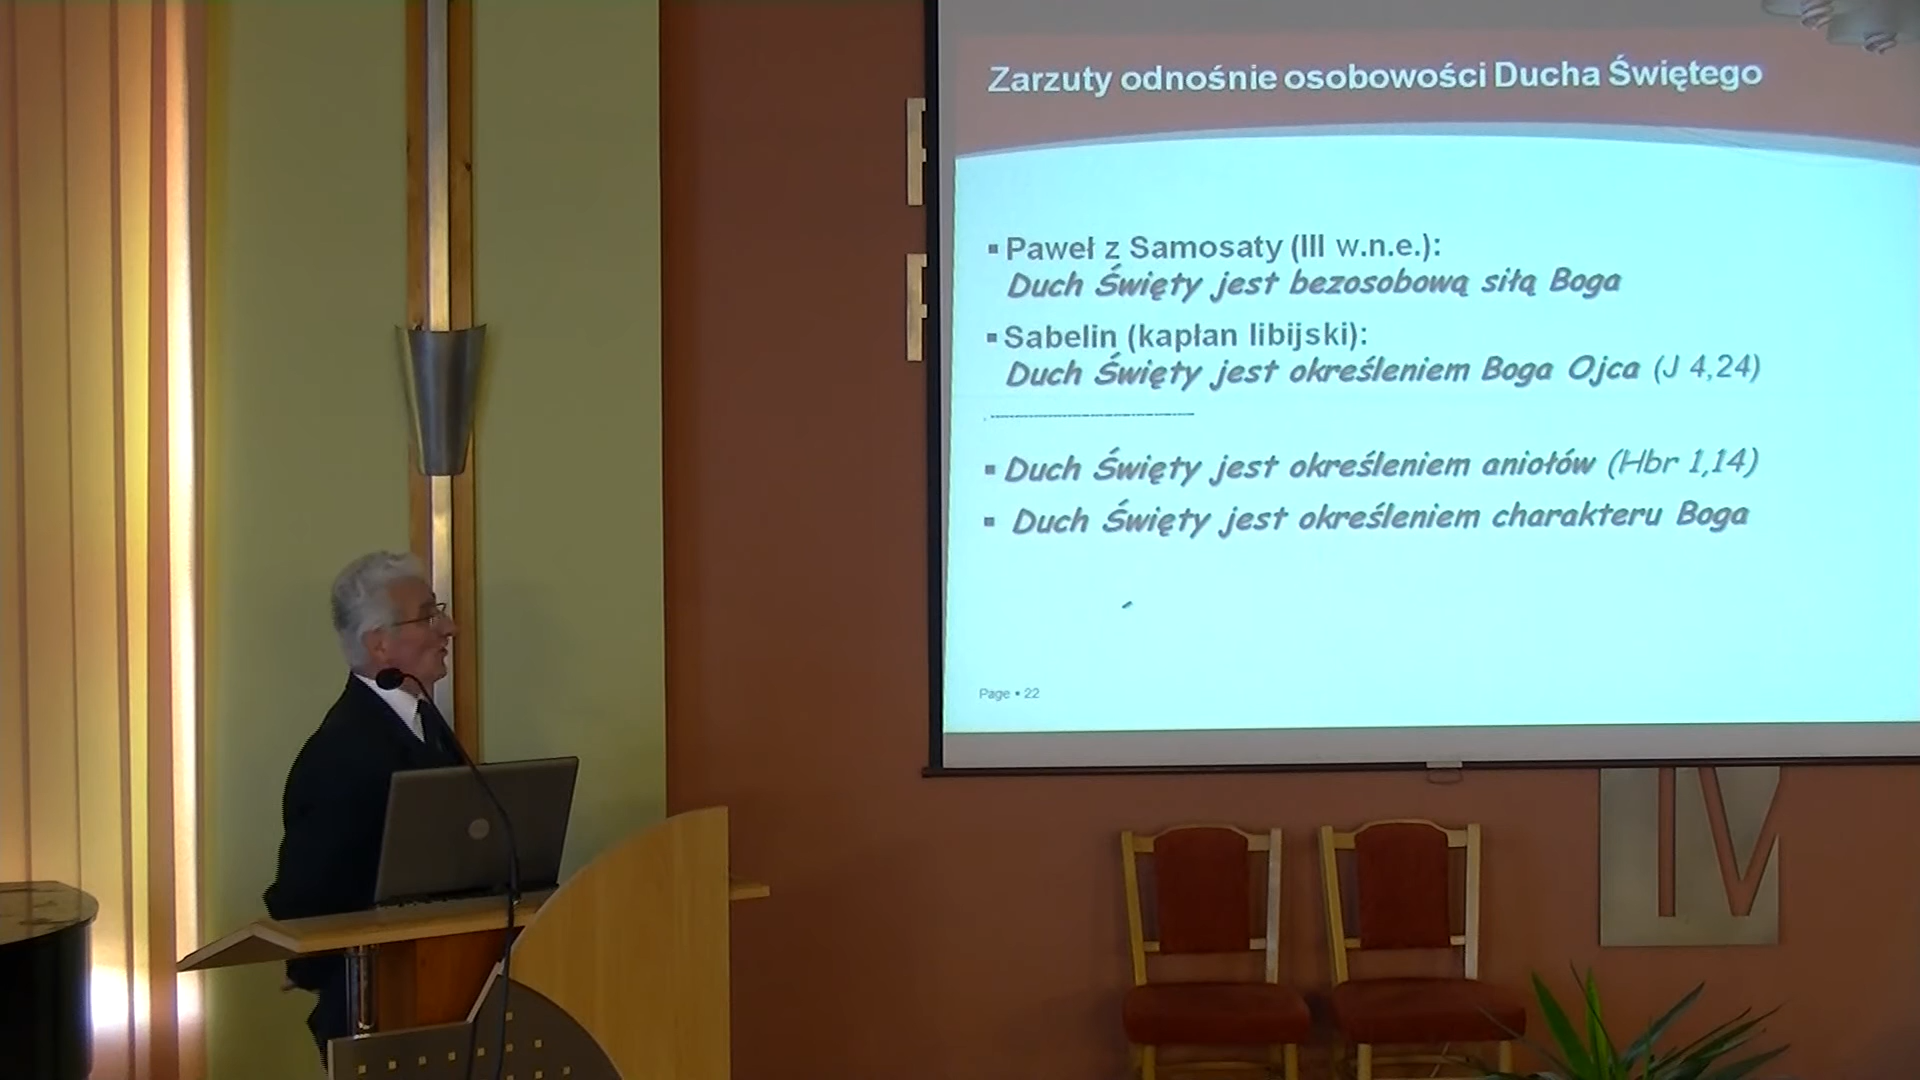 Zarzuty odnośnie osobowości Ducha Świętego
▪ Paweł z Samosaty (III w.n.e.):
Duch Święty jest bezosobową siłą Boga
▪ Sabelin (kapłan libijski):
Duch Święty jest określeniem Boga Ojca (J 4,24)
▪ Duch Święty jest określeniem aniołów (Hbr 1,14)
▪ Duch Święty jest określeniem charakteru Boga
Page ▪ 22
IV